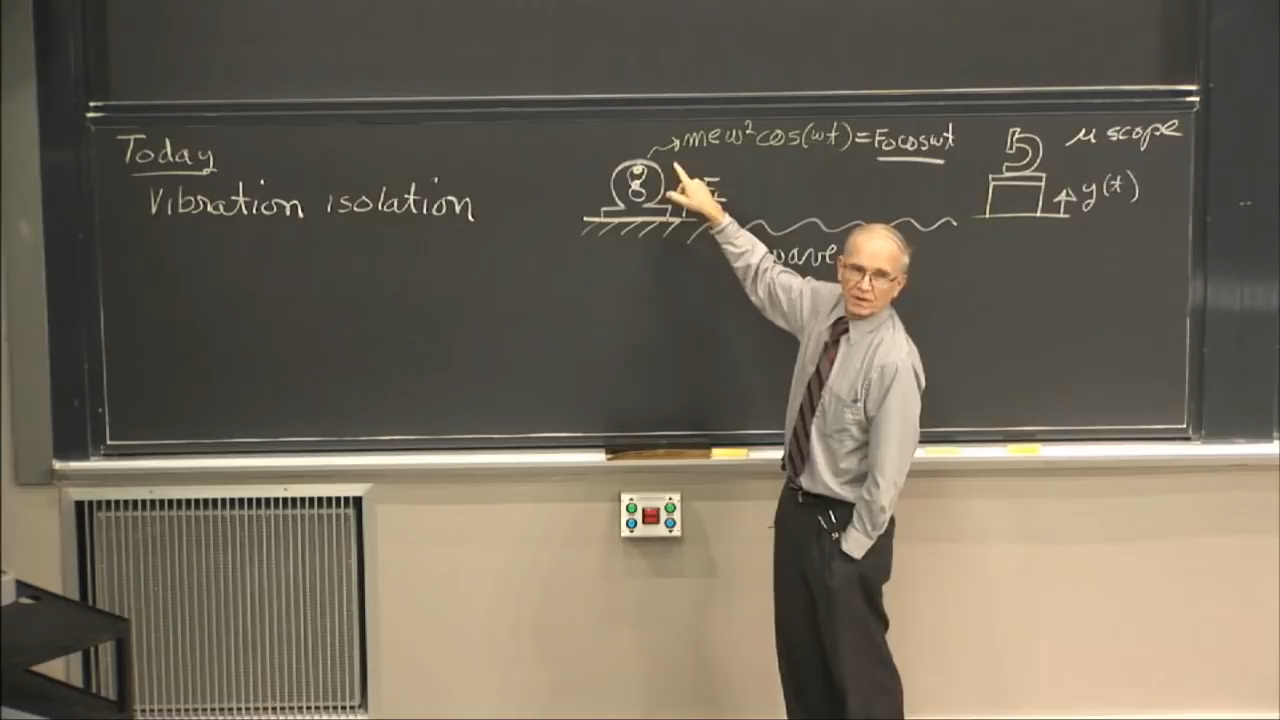 Today
Vibration isolation
meω²cos(ωt)=F₀cosωt
μ scope
y(t)
wave